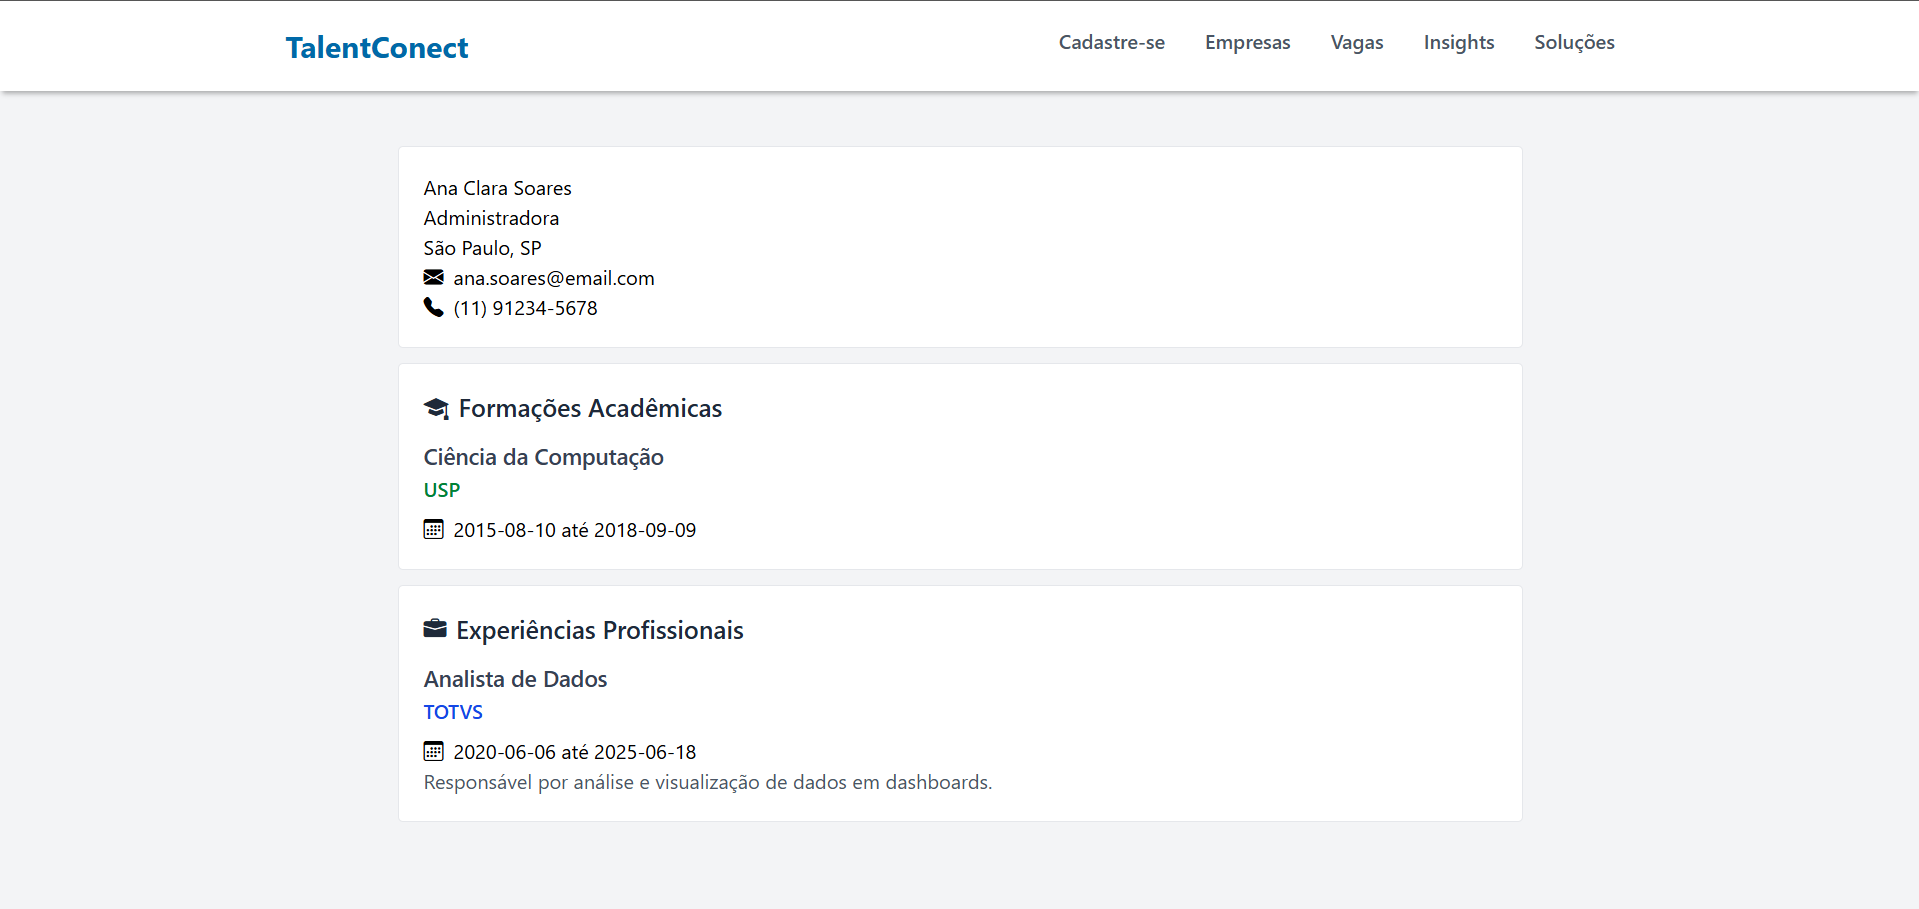 TalentConect
Cadastre-se Empresas Vagas Insights Soluções
Ana Clara Soares
Administradora
São Paulo, SP
ana.soares@email.com
(11) 91234-5678
Formações Acadêmicas
Ciência da Computação
USP
2015-08-10 até 2018-09-09
Experiências Profissionais
Analista de Dados
TOTVS
2020-06-06 até 2025-06-18
Responsável por análise e visualização de dados em dashboards.